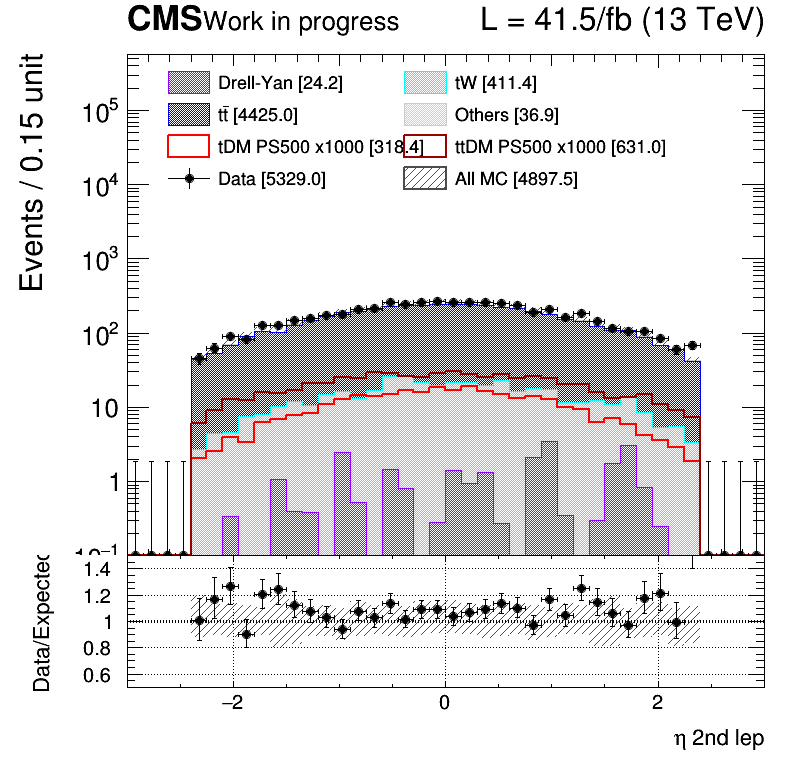 CMS Work in progress L = 41.5/fb (13 TeV)
Events / 0.15 unit
Drell-Yan [24.2] tW [411.4]
tt̄ [4425.0] Others [36.9]
tDM PS500 x1000 [318.4] ttDM PS500 x1000 [631.0]
Data [5329.0] All MC [4897.5]
10⁵
10⁴
10³
10²
10
1
10⁻¹
Data/Expected
1.4
1.2
1
0.8
0.6
−2 0 2
η 2nd lep